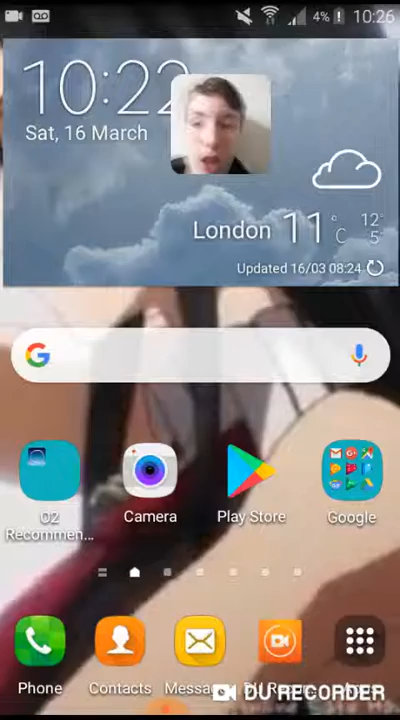 4% 10:26
10:22
Sat, 16 March
London 11°C 12° 5°
Updated 16/03 08:24
G
O2 Recommen...
Camera
Play Store
Google
Phone
Contacts
DU RECORDER